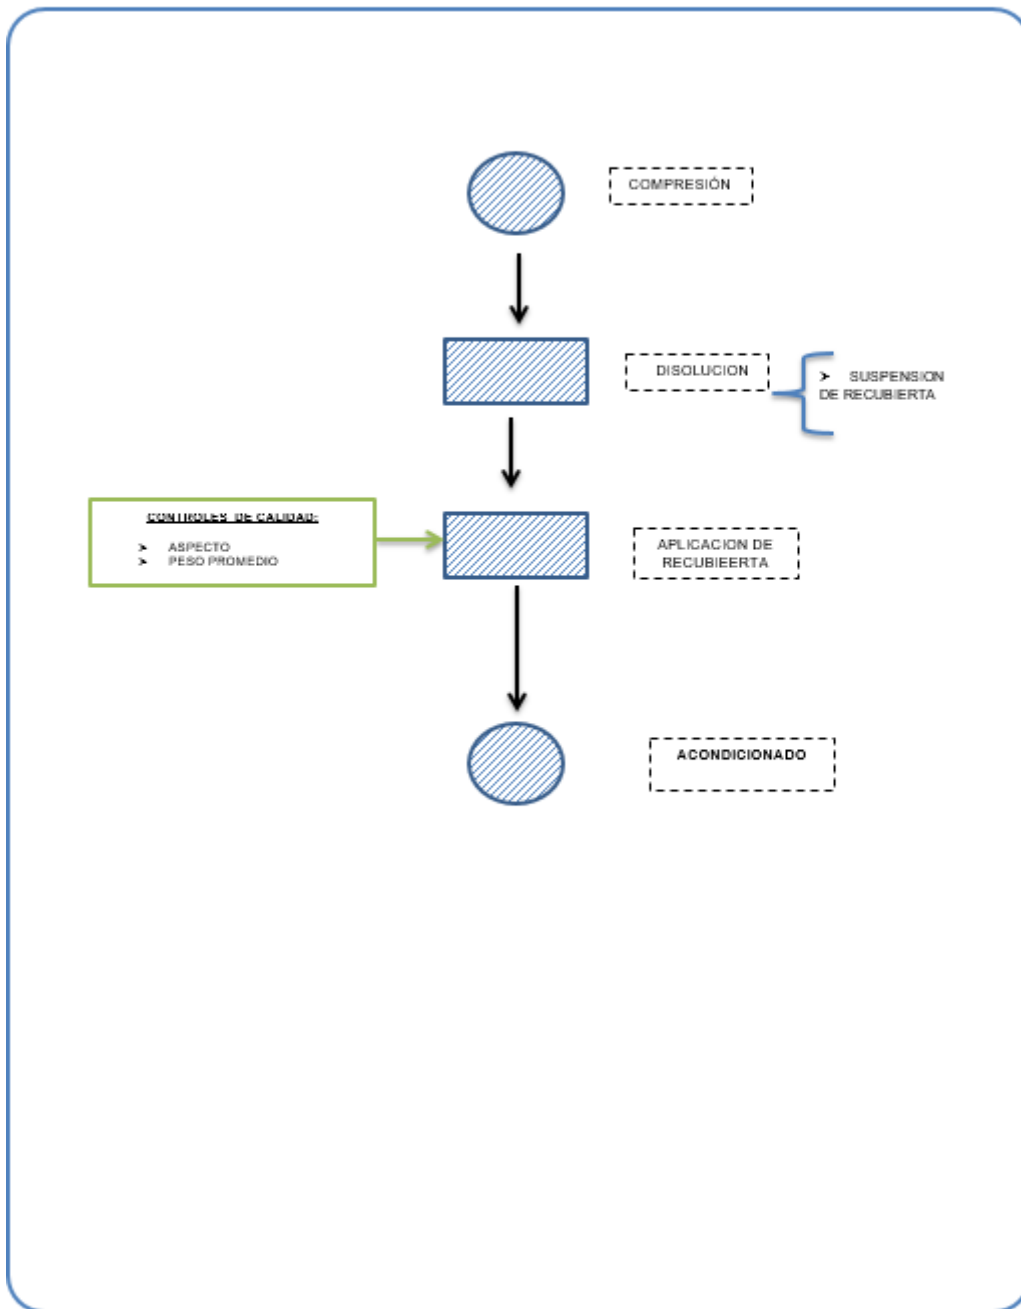 COMPRESIÓN
DISOLUCION
➤ SUSPENSION
DE RECUBIERTA
CONTROLES DE CALIDAD:
➤ ASPECTO
➤ PESO PROMEDIO
APLICACION DE
RECUBIEERTA
ACONDICIONADO